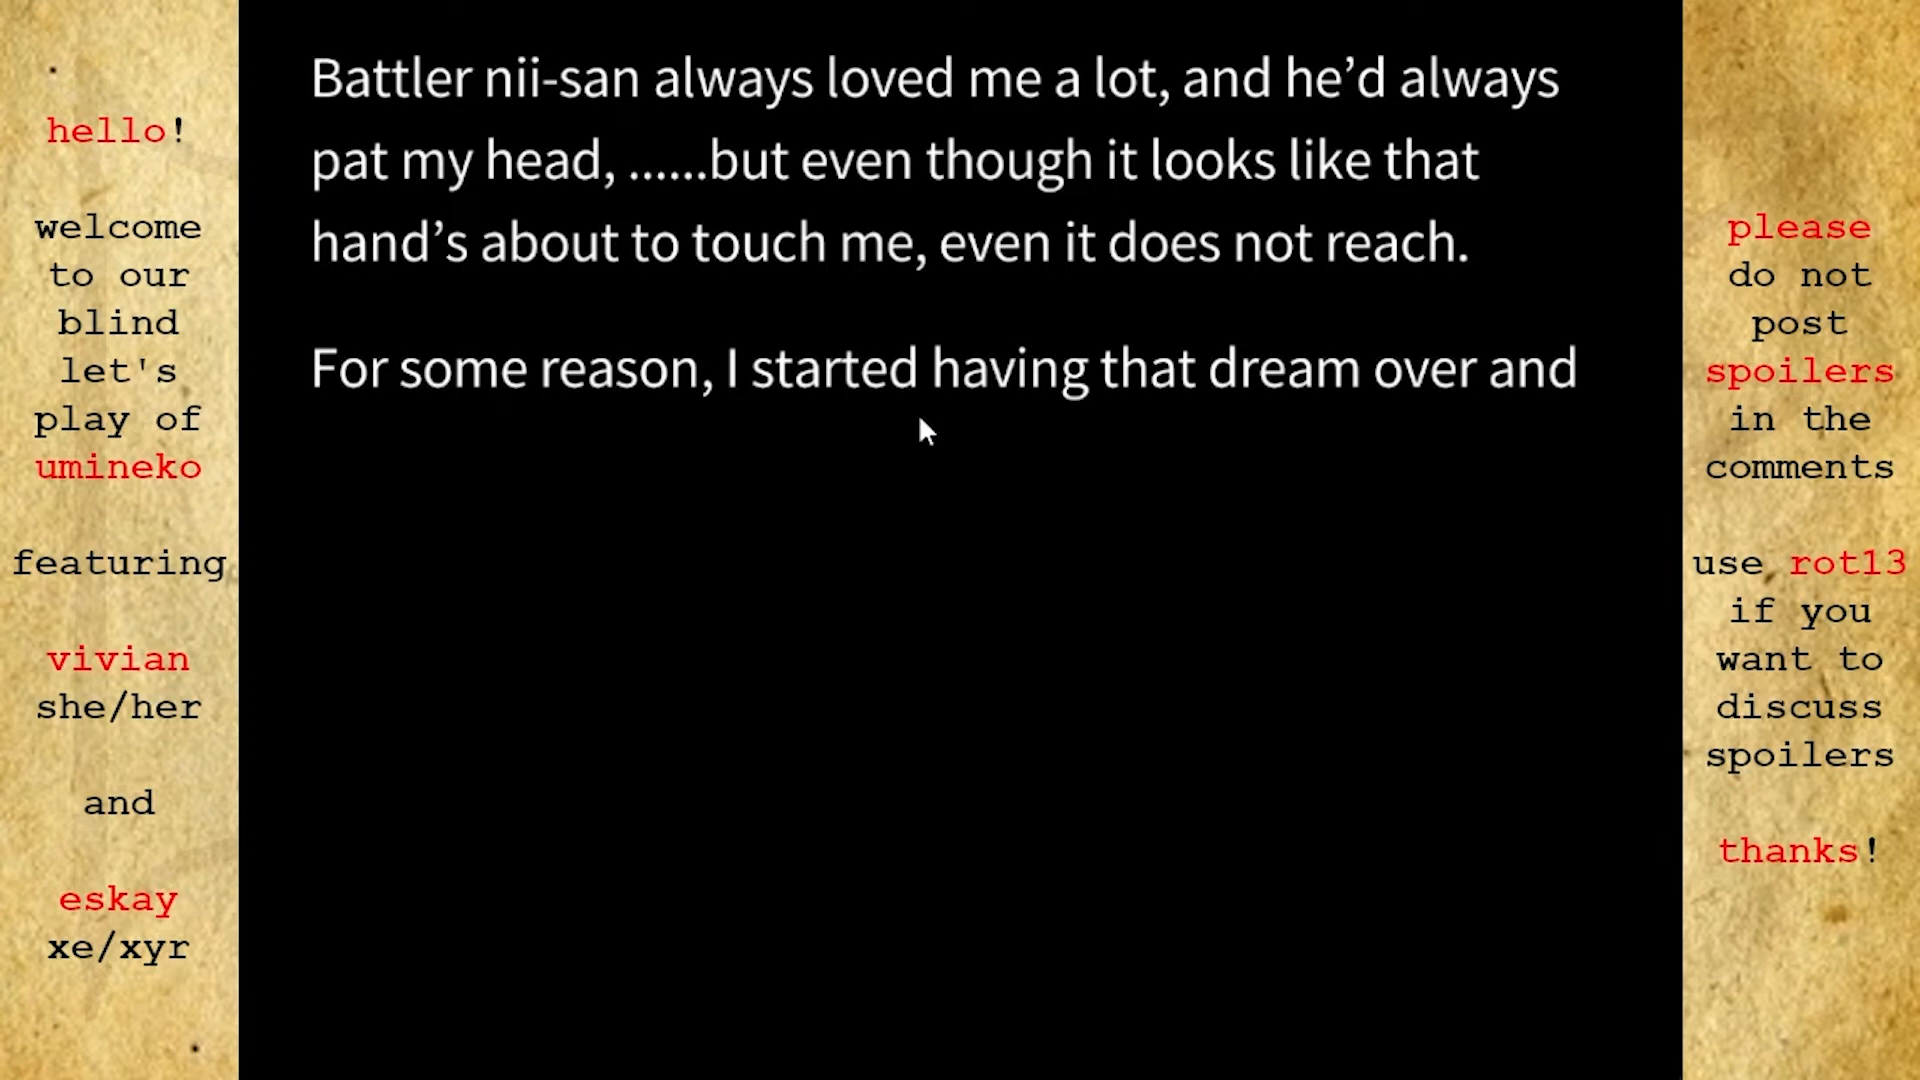 hello!
welcome
to our
blind
let's
play of
umineko
featuring
vivian
she/her
and
eskay
xe/xyr
Battler nii-san always loved me a lot, and he’d always
pat my head, ......but even though it looks like that
hand’s about to touch me, even it does not reach.
For some reason, I started having that dream over and
please
do not
post
spoilers
in the
comments
use rot13
if you
want to
discuss
spoilers
thanks!